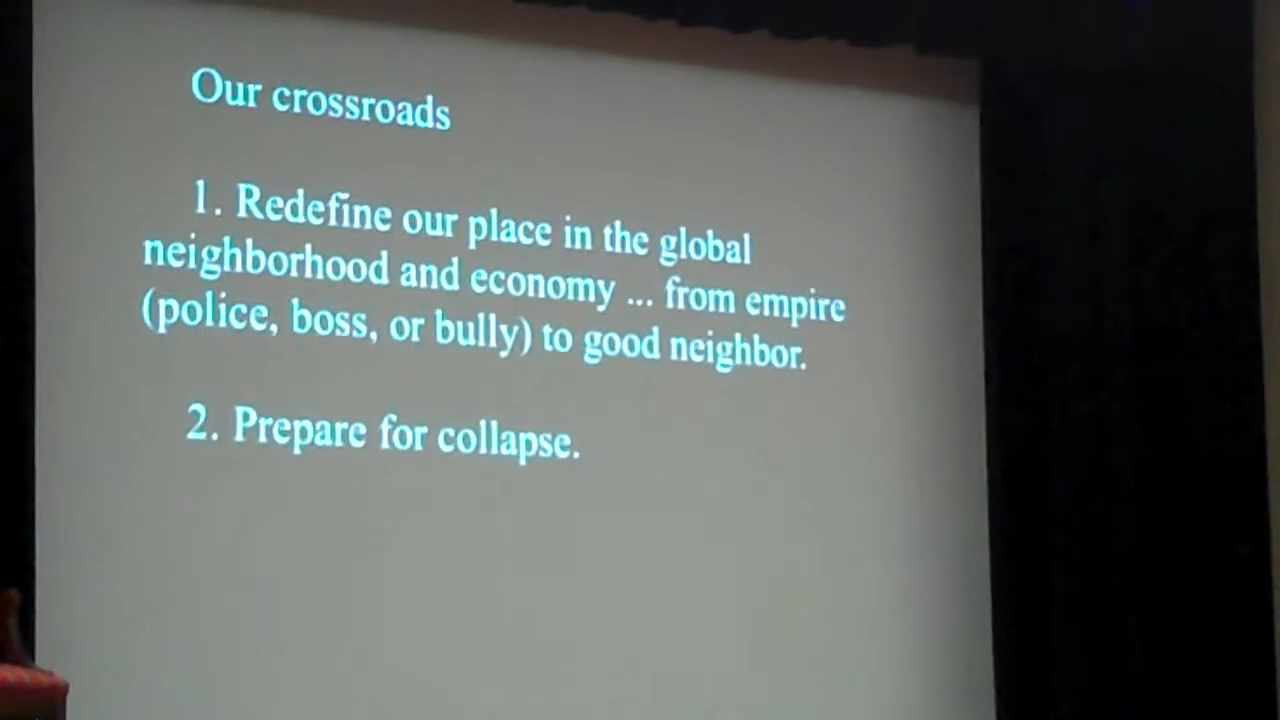 Our crossroads
1. Redefine our place in the global
neighborhood and economy ... from empire
(police, boss, or bully) to good neighbor.
2. Prepare for collapse.